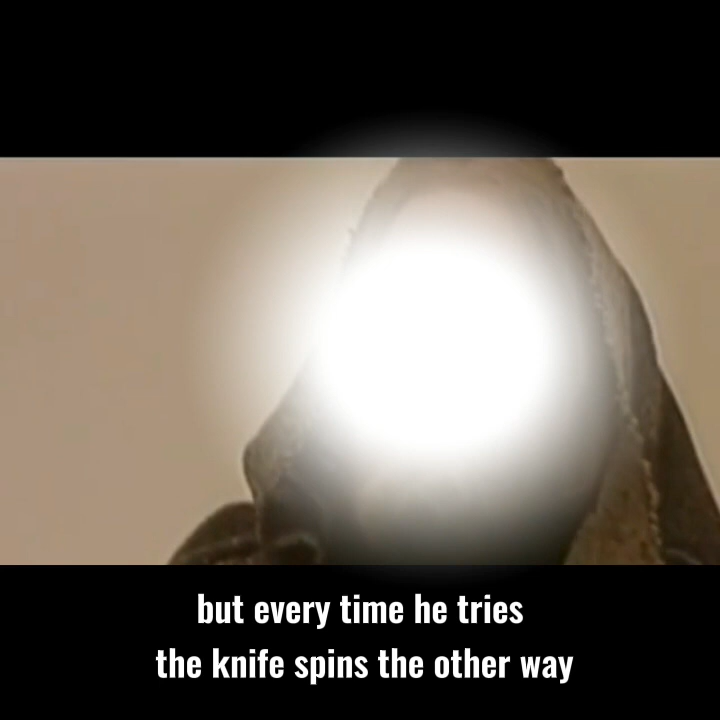 but every time he tries
the knife spins the other way